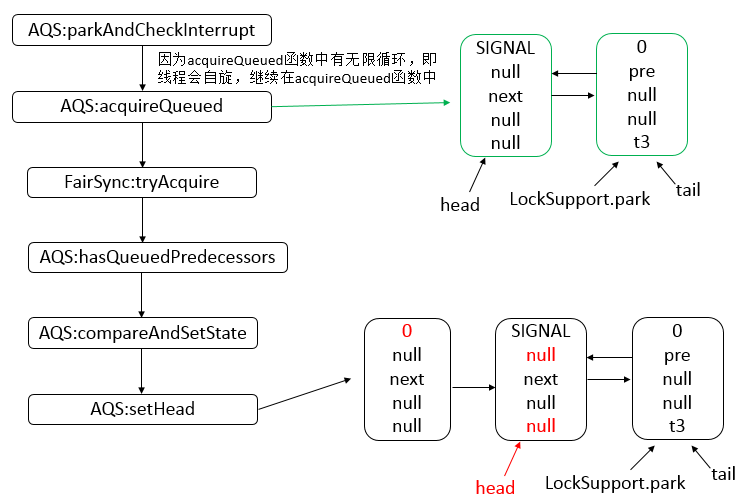 AQS:parkAndCheckInterrupt
因为acquireQueued函数中有无限循环，即
线程会自旋，继续在acquireQueued函数中
AQS:acquireQueued
FairSync:tryAcquire
AQS:hasQueuedPredecessors
AQS:compareAndSetState
AQS:setHead
SIGNAL
null
next
null
null
head
0
pre
null
null
t3
LockSupport.park
tail
0
null
next
null
null
SIGNAL
null
next
null
null
head
0
pre
null
null
t3
LockSupport.park
tail